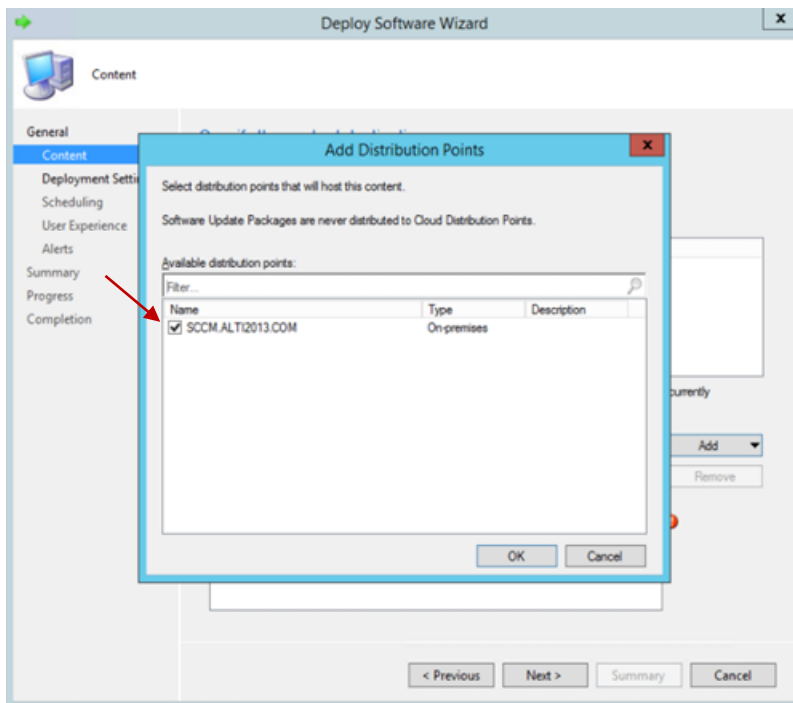 Deploy Software Wizard
x
Content
General
Content
Deployment Setti
Scheduling
User Experience
Alerts
Summary
Progress
Completion
Add Distribution Points
x
Select distribution points that will host this content.
Software Update Packages are never distributed to Cloud Distribution Points.
Available distribution points:
Filter...
Name Type Description
SCCM.ALTI2013.COM On-premises
OK Cancel
currently
Add
Remove
< Previous Next > Summary Cancel